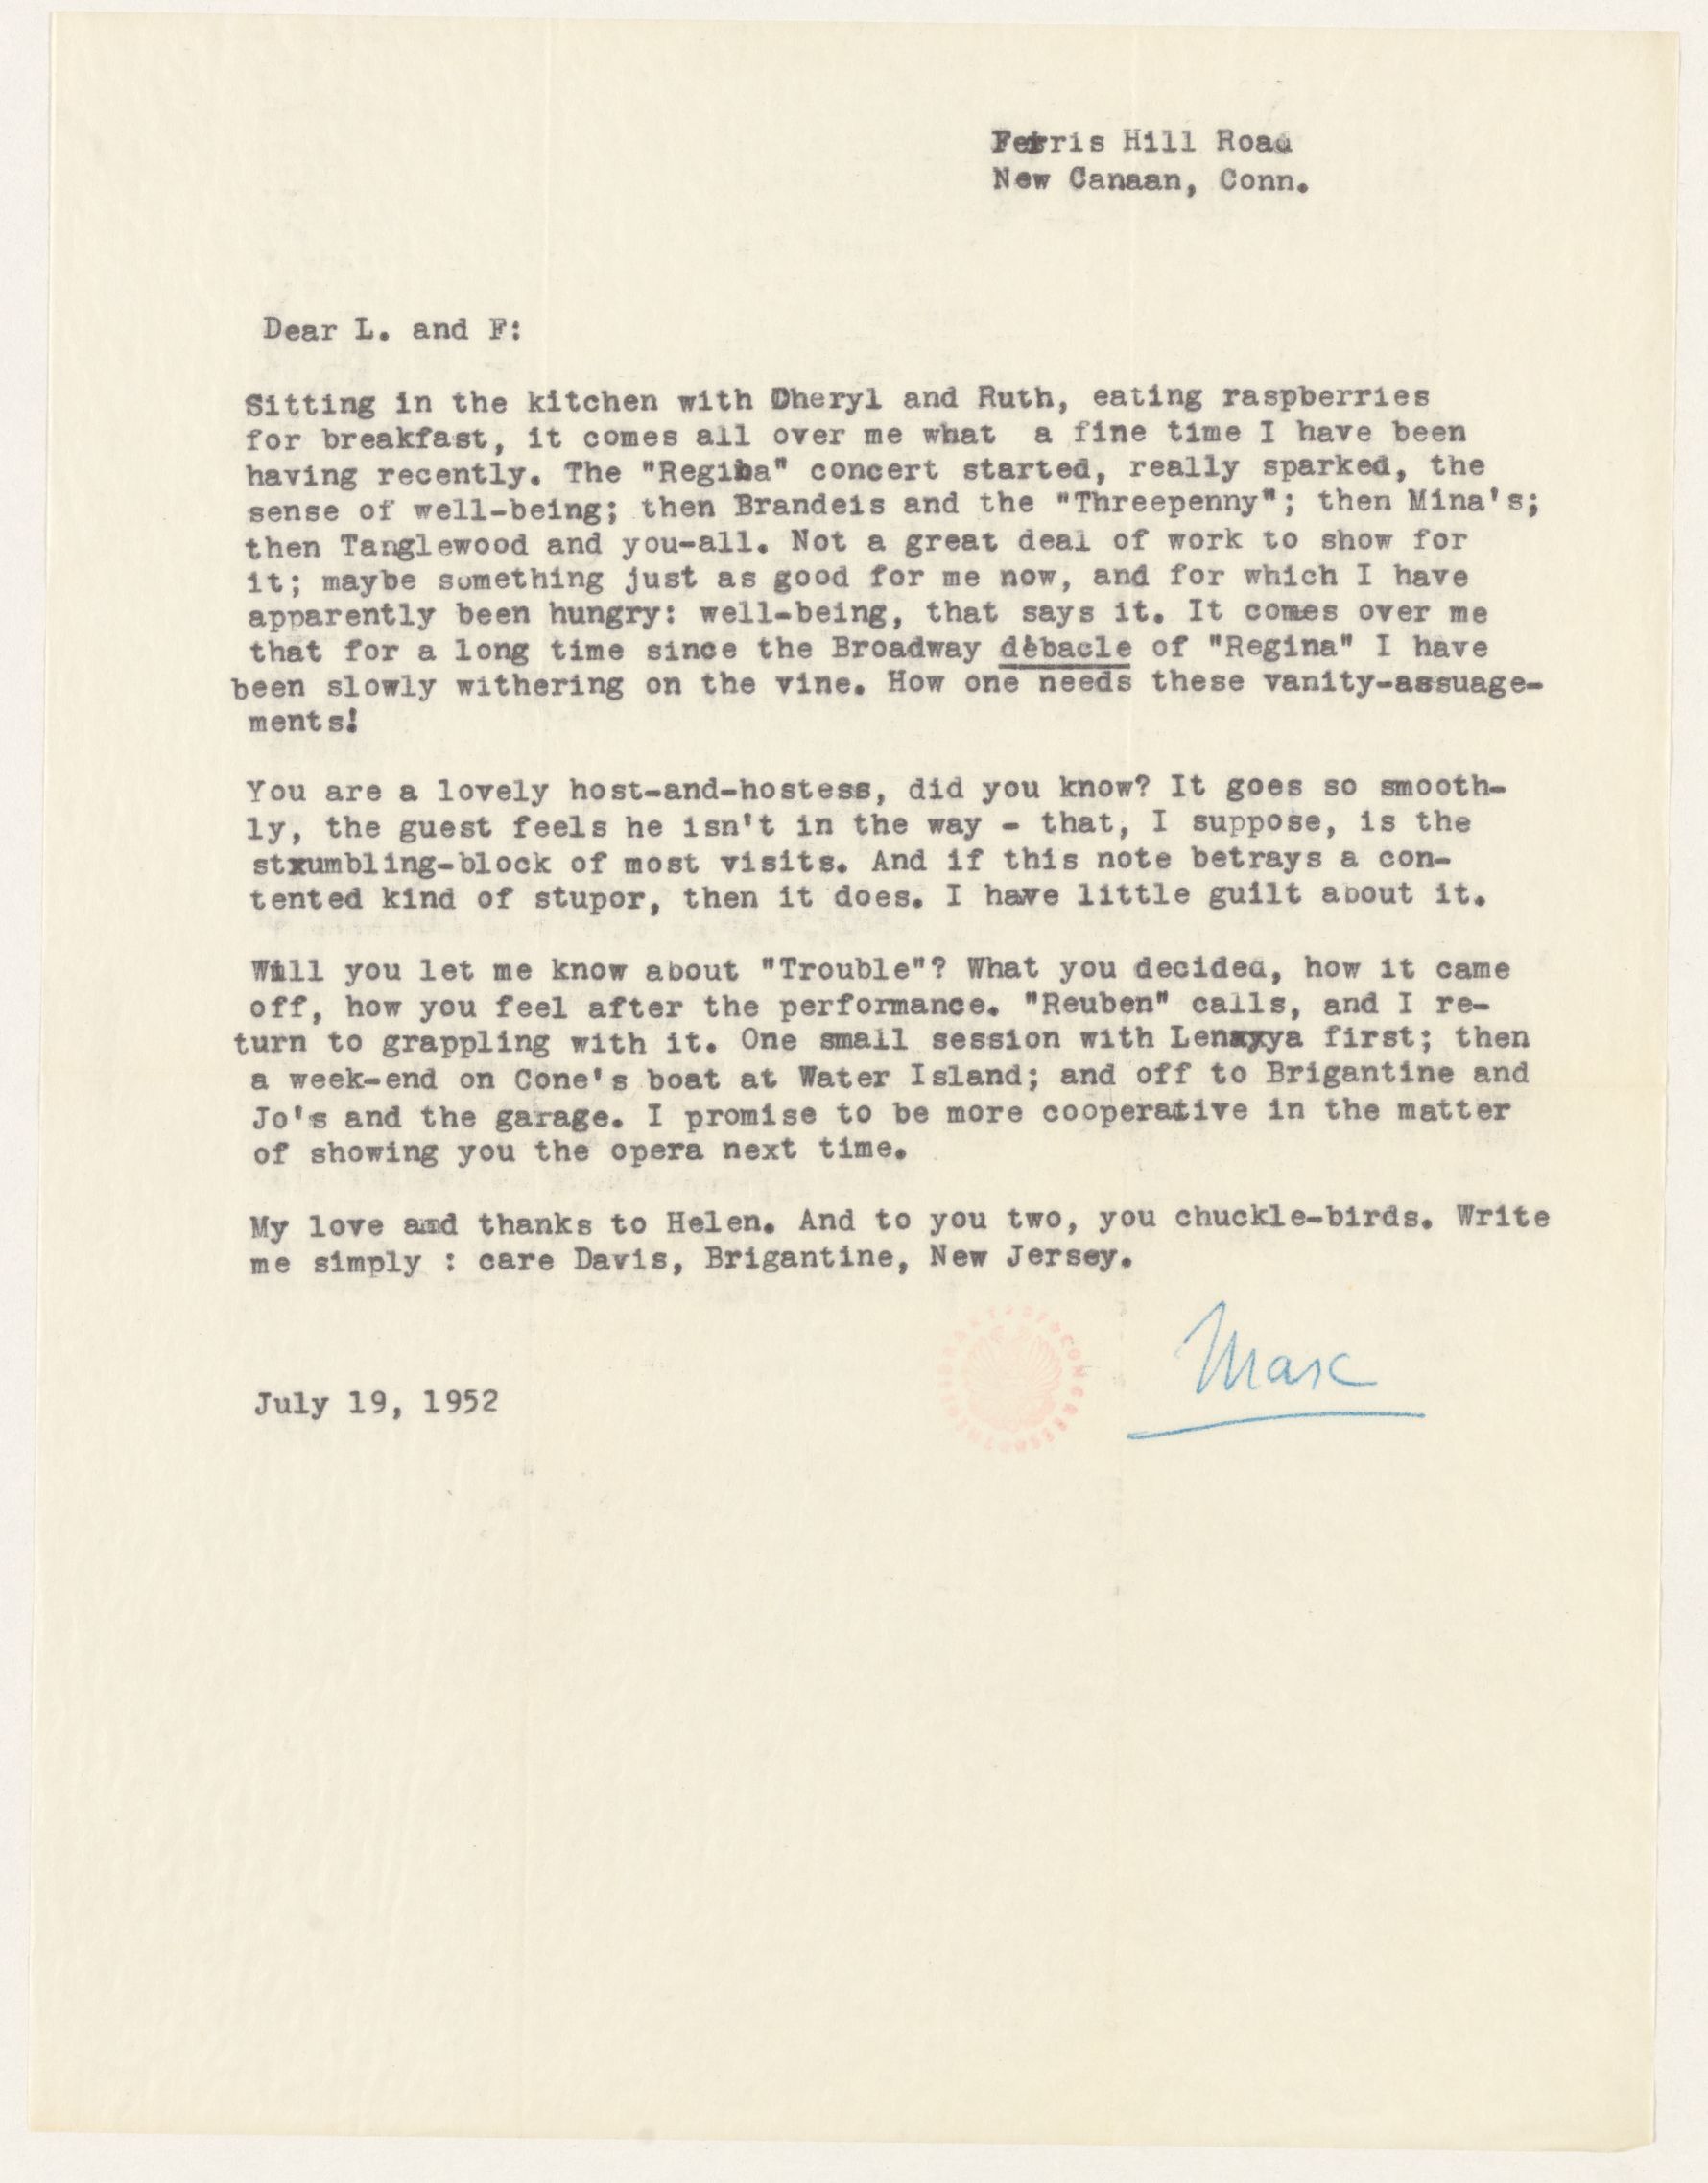 Ferris Hill Road
New Canaan, Conn.
Dear L. and F:
Sitting in the kitchen with Cheryl and Ruth, eating raspberries
for breakfast, it comes all over me what a fine time I have been
having recently. The "Regina" concert started, really sparked, the
sense of well-being; then Brandeis and the "Threepenny"; then Mina's;
then Tanglewood and you-all. Not a great deal of work to show for
it; maybe something just as good for me now, and for which I have
apparently been hungry: well-being, that says it. It comes over me
that for a long time since the Broadway dèbacle of "Regina" I have
been slowly withering on the vine. How one needs these vanity-assuage-
ments!
You are a lovely host-and-hostess, did you know? It goes so smooth-
ly, the guest feels he isn't in the way - that, I suppose, is the
stxumbling-block of most visits. And if this note betrays a con-
tented kind of stupor, then it does. I have little guilt about it.
Will you let me know about "Trouble"? What you decided, how it came
off, how you feel after the performance. "Reuben" calls, and I re-
turn to grappling with it. One small session with Lenxyya first; then
a week-end on Cone's boat at Water Island; and off to Brigantine and
Jo's and the garage. I promise to be more cooperative in the matter
of showing you the opera next time.
My love and thanks to Helen. And to you two, you chuckle-birds. Write
me simply : care Davis, Brigantine, New Jersey.
Marc
July 19, 1952